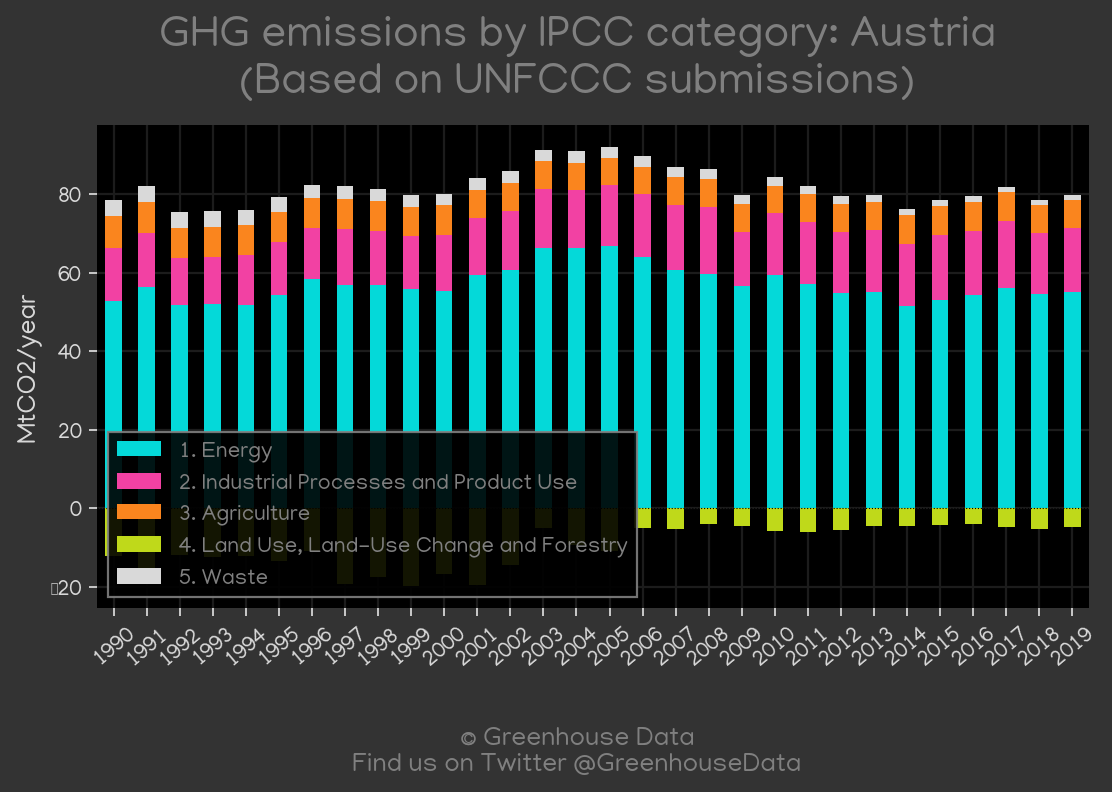 GHG emissions by IPCC category: Austria
(Based on UNFCCC submissions)
MtCO2/year
80
60
40
20
0
▯20
1. Energy
2. Industrial Processes and Product Use
3. Agriculture
4. Land Use, Land-Use Change and Forestry
5. Waste
1990 1991 1992 1993 1994 1995 1996 1997 1998 1999 2000 2001 2002 2003 2004 2005 2006 2007 2008 2009 2010 2011 2012 2013 2014 2015 2016 2017 2018 2019
© Greenhouse Data
Find us on Twitter @GreenhouseData